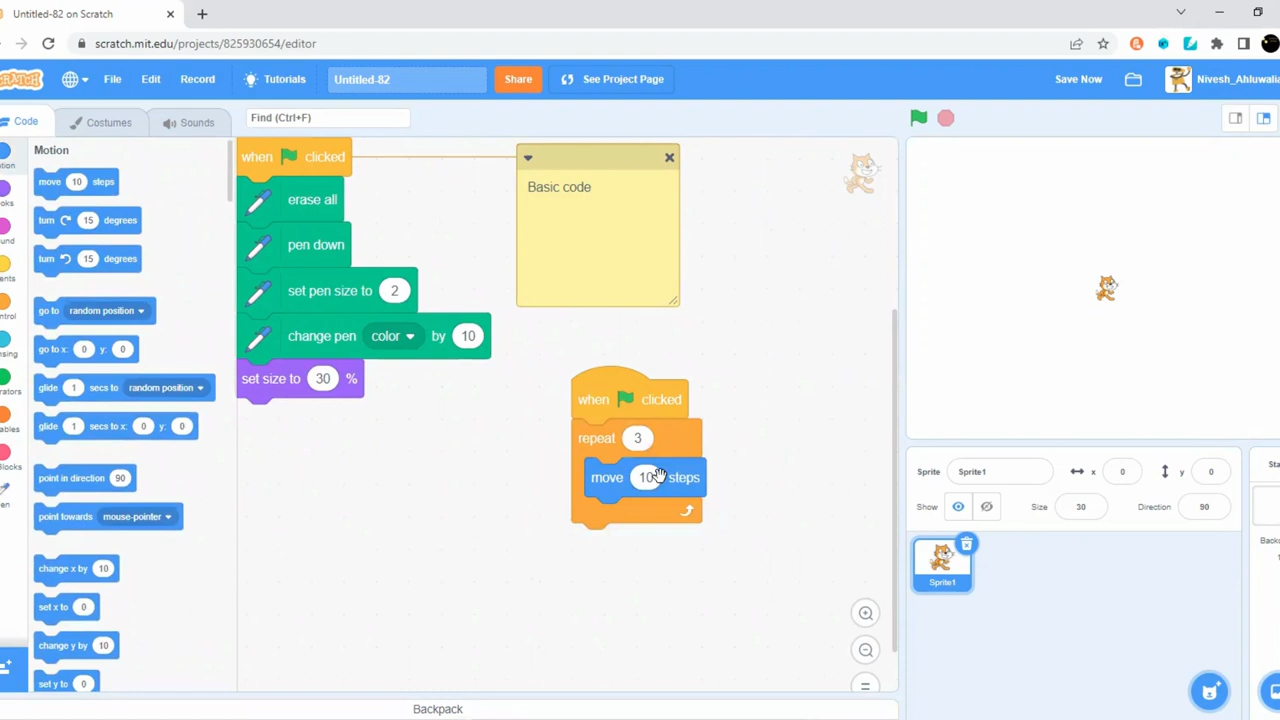 Untitled-82 on Scratch
scratch.mit.edu/projects/825930654/editor
SCRATCH File Edit Record Tutorials Untitled-82 Share See Project Page Save Now Nivesh_Ahluwalia
Code Costumes Sounds Find (Ctrl+F)
Motion
move 10 steps
turn 15 degrees
turn 15 degrees
go to random position
go to x: 0 y: 0
glide 1 secs to random position
glide 1 secs to x: 0 y: 0
point in direction 90
point towards mouse-pointer
change x by 10
set x to 0
change y by 10
set y to 0
when clicked
erase all
pen down
set pen size to 2
change pen color by 10
set size to 30 %
Basic code
when clicked
repeat 3
move 10 steps
Sprite Sprite1 x 0 y 0
Show Size 30 Direction 90
Sprite1
Backpack